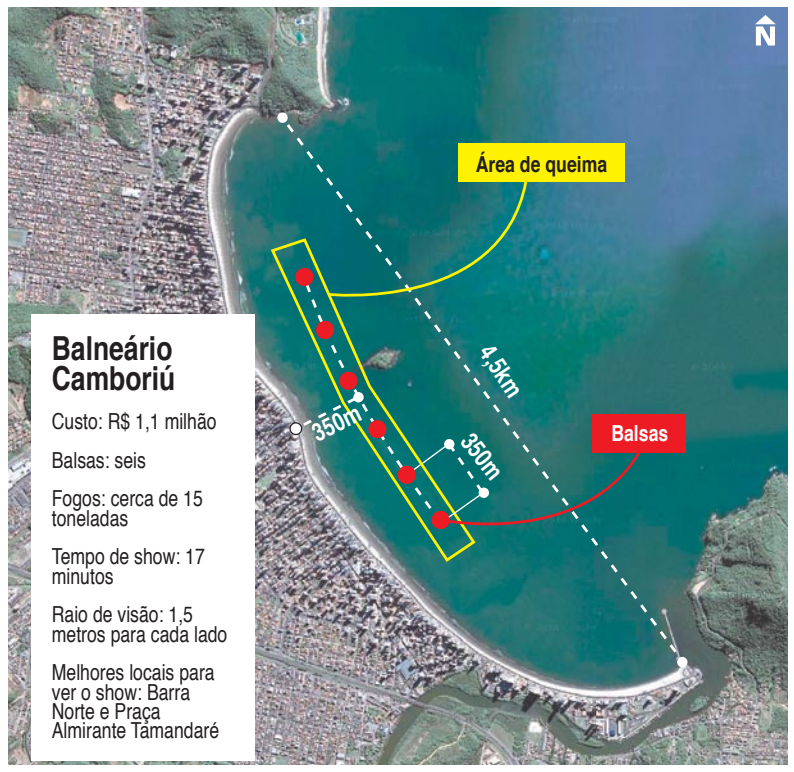 N
Área de queima
4,5km
350m
350m
Balsas
Balneário
Camboriú
Custo: R$ 1,1 milhão
Balsas: seis
Fogos: cerca de 15
toneladas
Tempo de show: 17
minutos
Raio de visão: 1,5
metros para cada lado
Melhores locais para
ver o show: Barra
Norte e Praça
Almirante Tamandaré